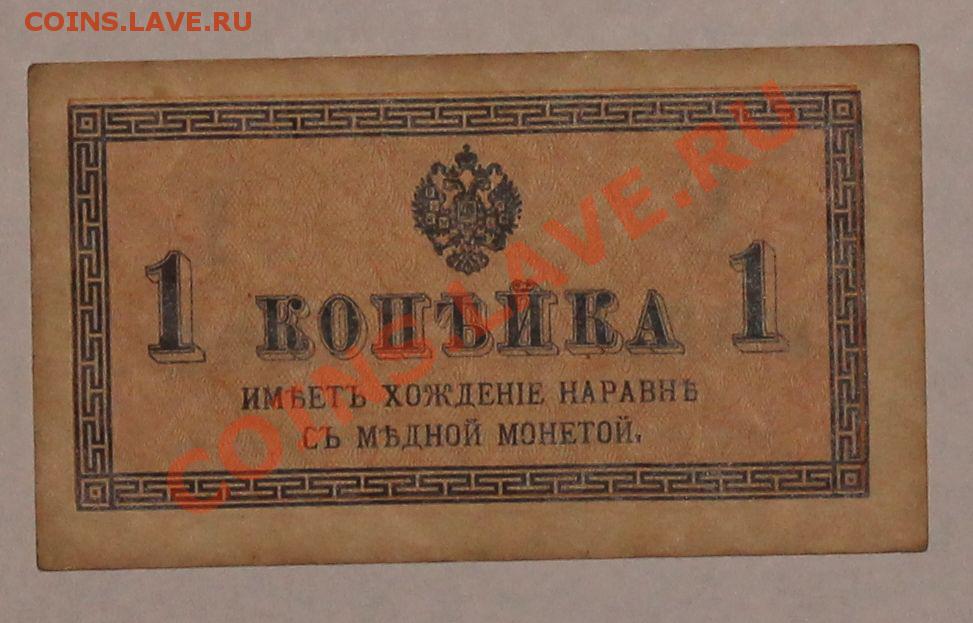 COINS.LAVE.RU
COINS.LAVE.RU
1 КОПѢЙКА 1
ИМѢЕТЪ ХОЖДЕНІЕ НАРАВНѢ
СЪ МѢДНОЙ МОНЕТОЙ.